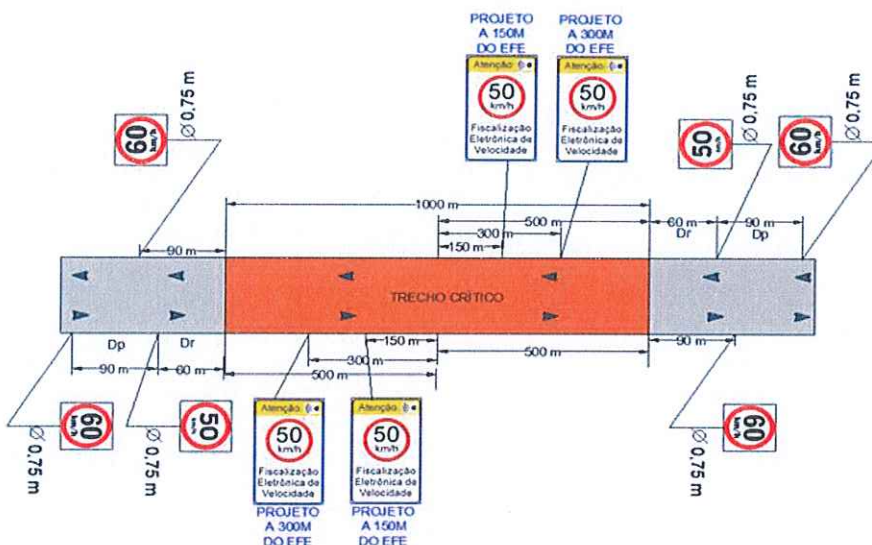 PROJETO
A 150M
DO EFE
PROJETO
A 300M
DO EFE
Atenção
50
km/h
Fiscalização
Eletrônica de
Velocidade
Atenção
50
km/h
Fiscalização
Eletrônica de
Velocidade
60
km/h
Ø 0,75 m
50
km/h
Ø 0,75 m
60
km/h
Ø 0,75 m
1000 m
500 m
60 m
90 m
300 m
Dr
Dp
90 m
150 m
TRECHO CRÍTICO
Dp
Dr
150 m
90 m
90 m
60 m
300 m
500 m
500 m
60
km/h
Ø 0,75 m
50
km/h
Ø 0,75 m
Atenção
50
km/h
Fiscalização
Eletrônica de
Velocidade
Atenção
50
km/h
Fiscalização
Eletrônica de
Velocidade
60
km/h
Ø 0,75 m
PROJETO
A 300M
DO EFE
PROJETO
A 150M
DO EFE